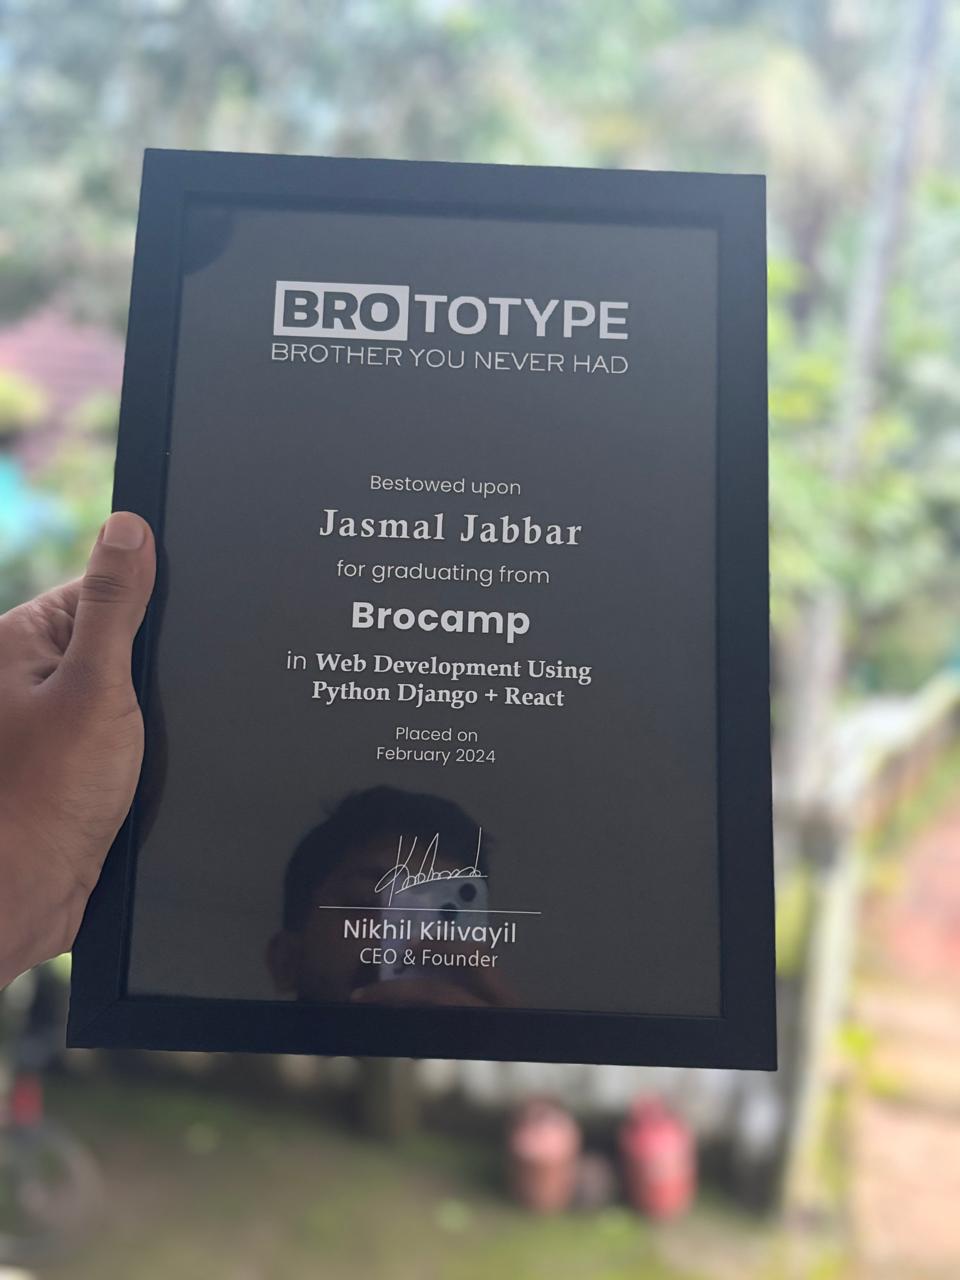 BROTOTYPE
BROTHER YOU NEVER HAD
Bestowed upon
Jasmal Jabbar
for graduating from
Brocamp
in Web Development Using
Python Django + React
Placed on
February 2024
Nikhil Kilivayil
CEO & Founder